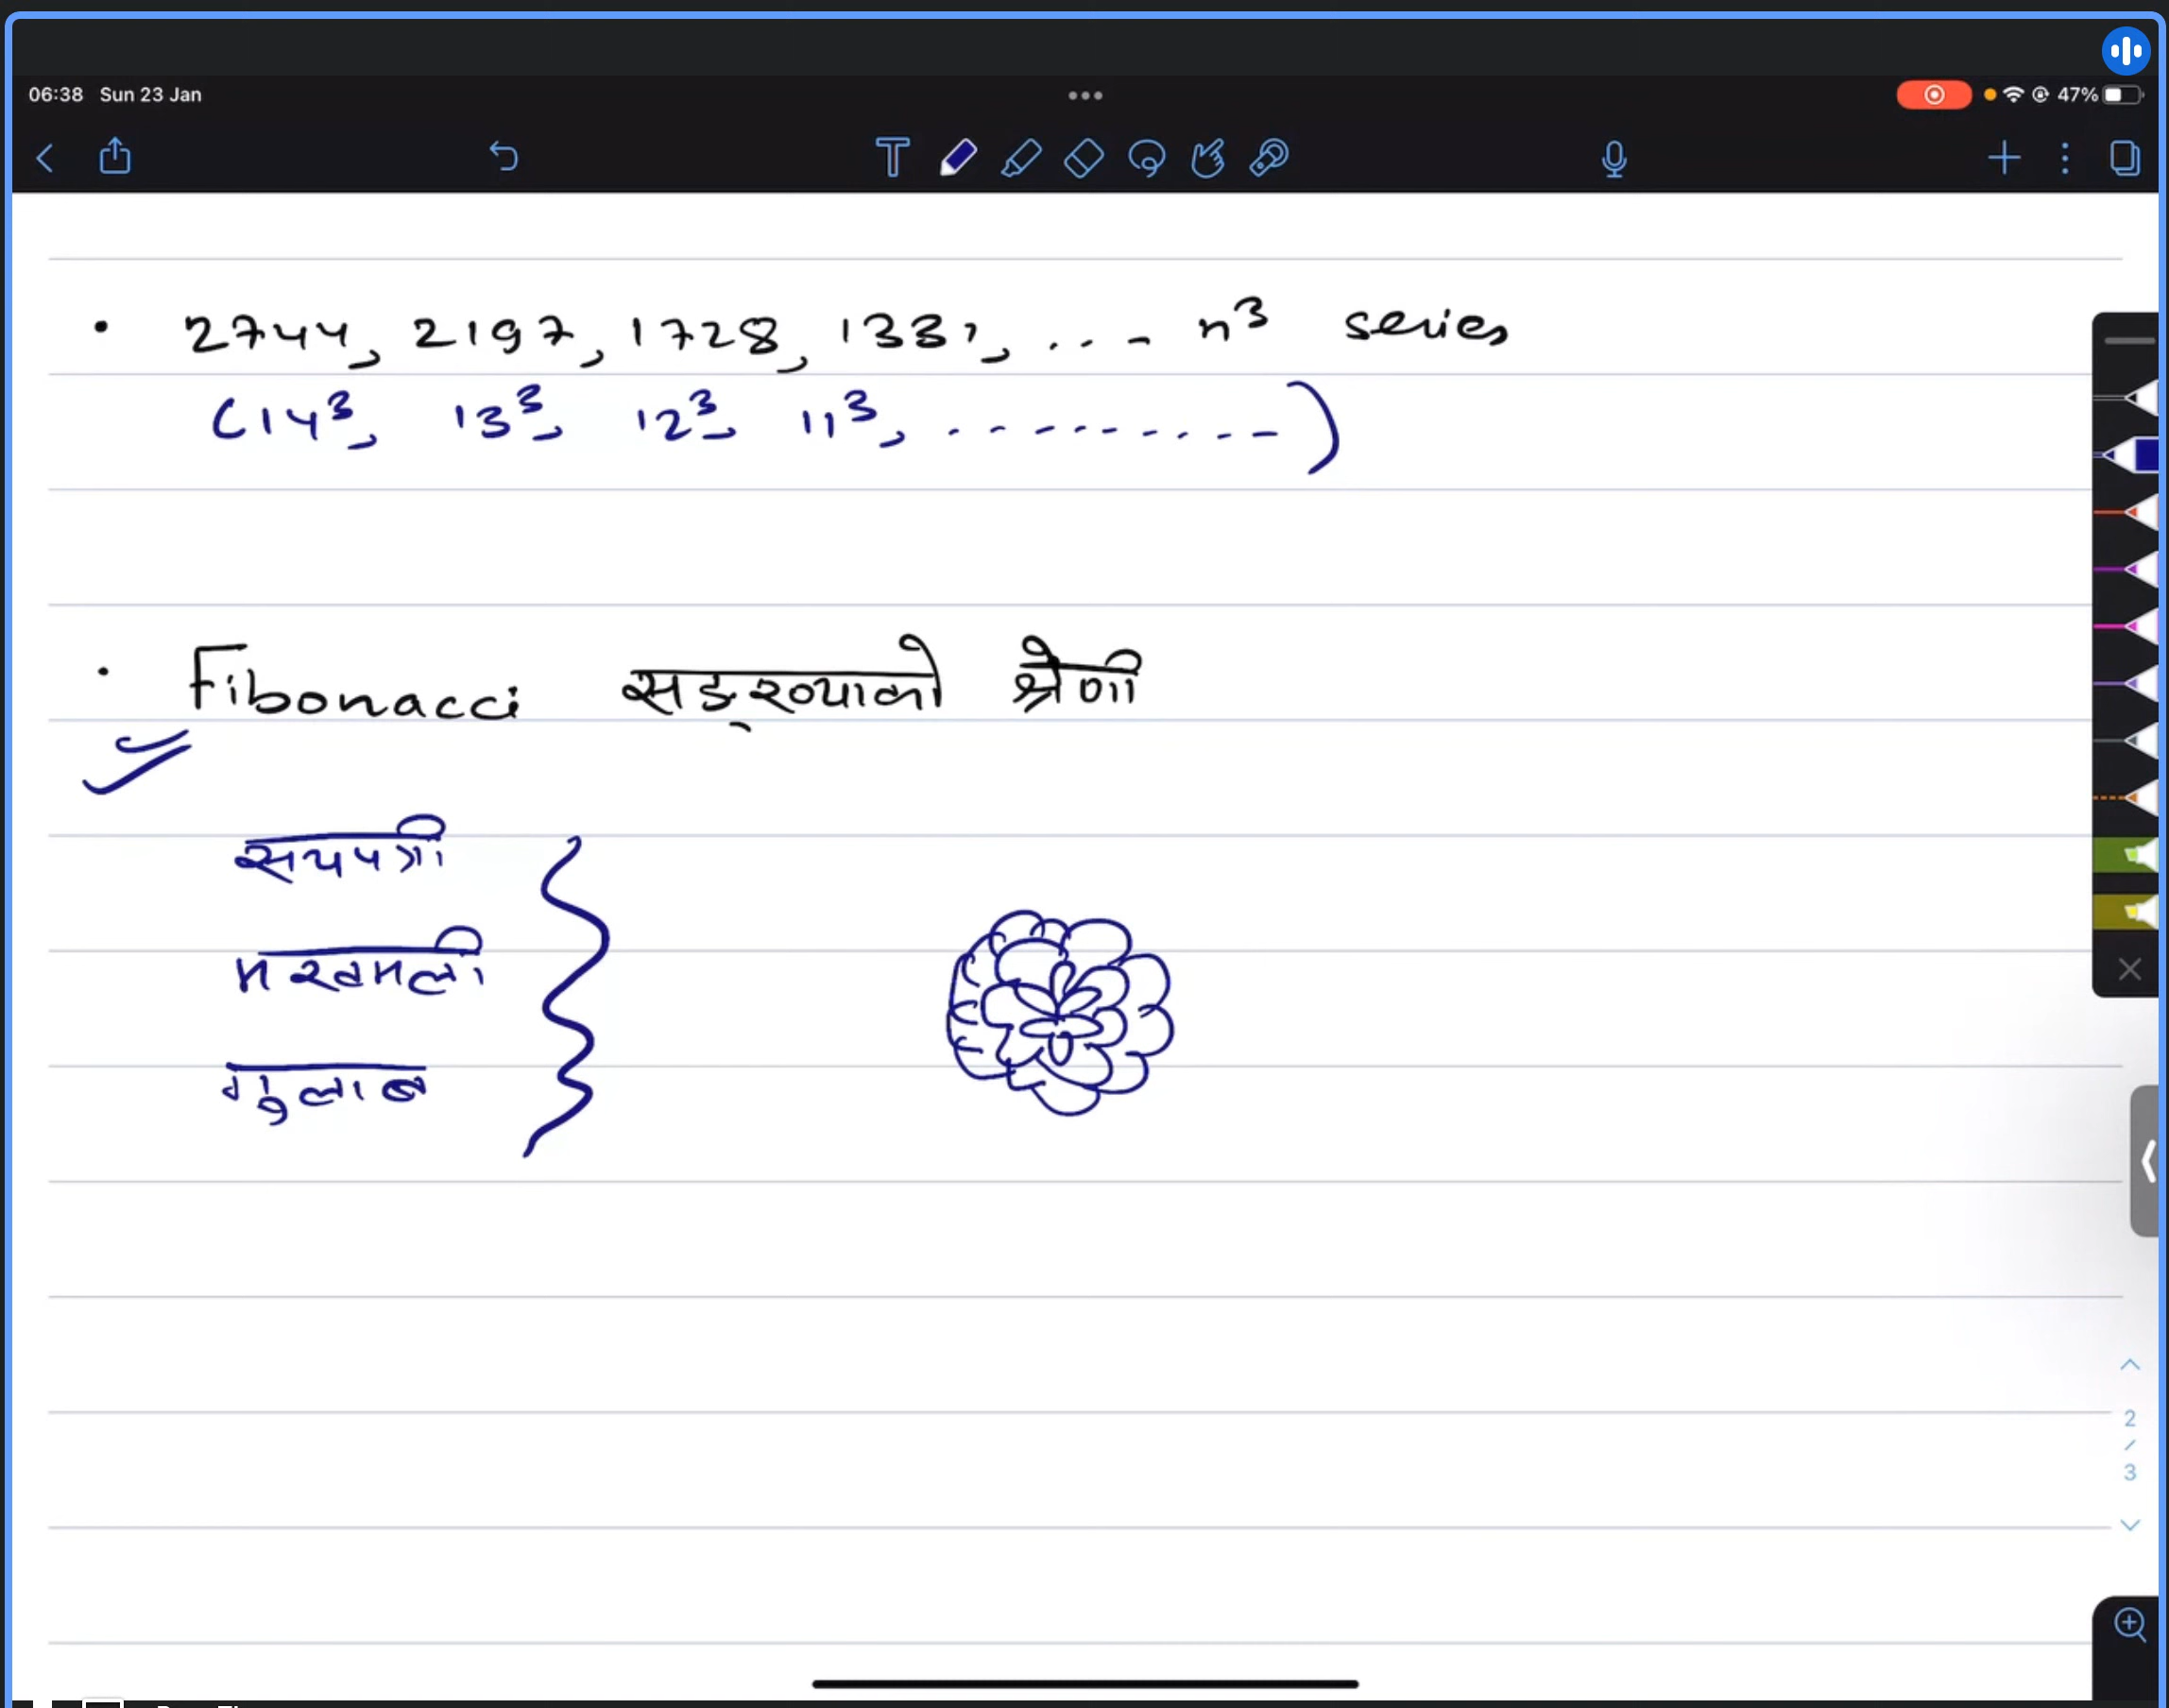 06:38 Sun 23 Jan
47%
• 2744, 2197, 1728, 1331, ... n³ series
(14³, 13³, 12³, 11³, ..........)
• Fibonacci सङ्ख्याको श्रेणी
सयपत्री
मखमली
गुलाब
2
/
3